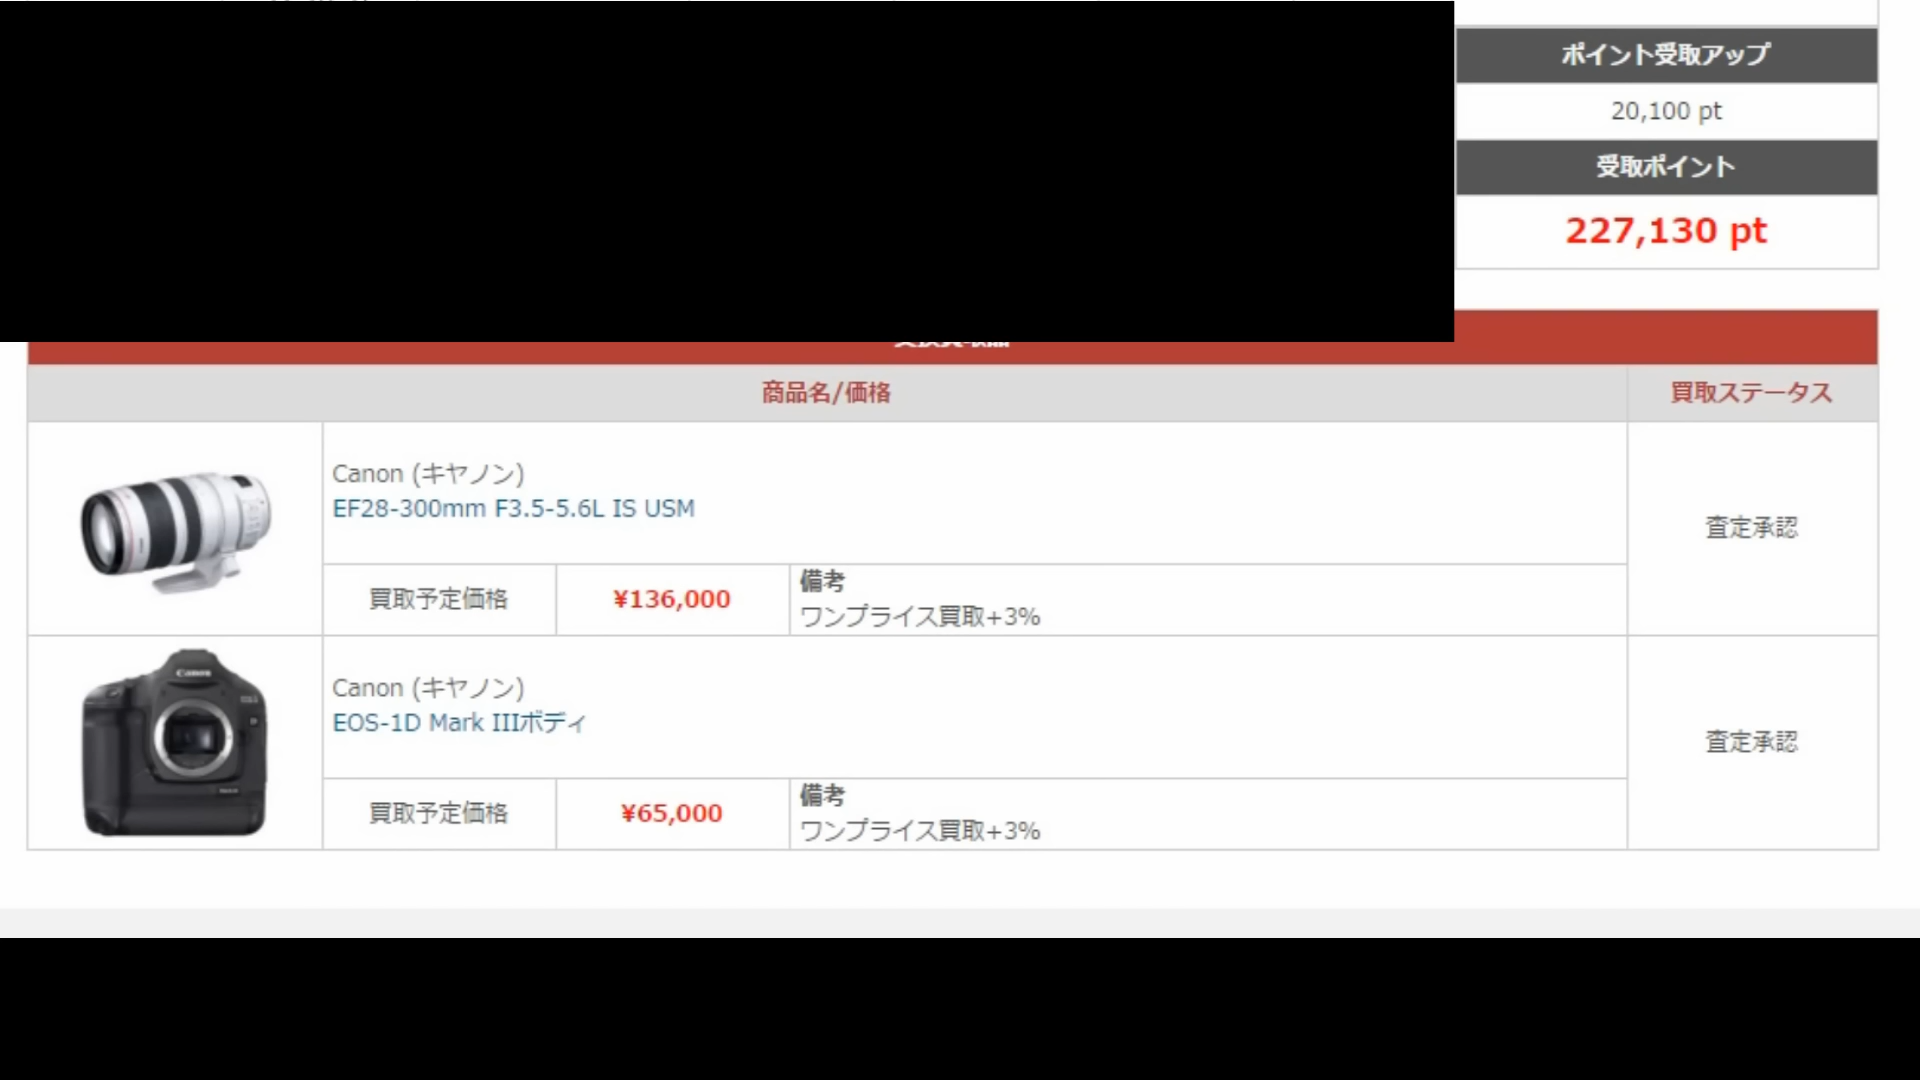 ポイント受取アップ
20,100 pt
受取ポイント
227,130 pt
商品名/価格
買取ステータス
Canon (キヤノン)
EF28-300mm F3.5-5.6L IS USM
査定承認
買取予定価格
¥136,000
備考
ワンプライス買取+3%
Canon
Canon (キヤノン)
EOS-1D Mark IIIボディ
査定承認
買取予定価格
¥65,000
備考
ワンプライス買取+3%